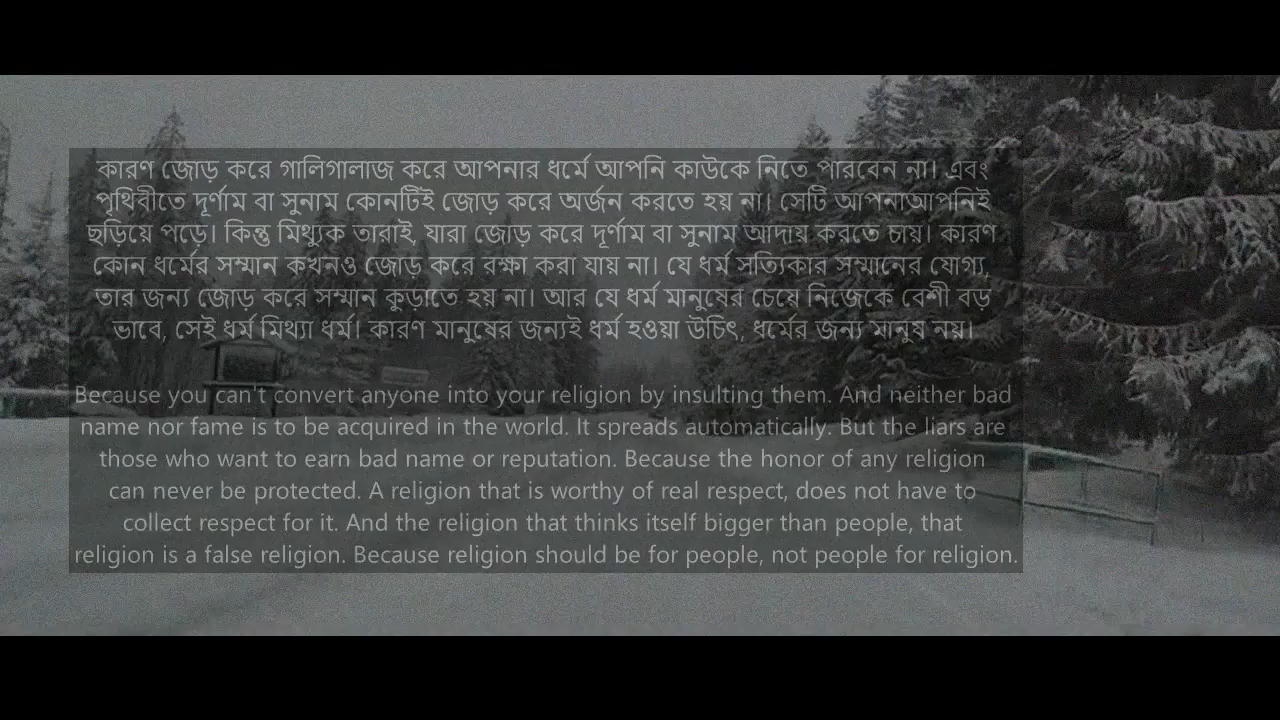 কারণ জোড় করে গালিগালাজ করে আপনার ধর্মে আপনি কাউকে নিতে পারবেন না। এবং
পৃথিবীতে দূর্ণাম বা সুনাম কোনটিই জোড় করে অর্জন করতে হয় না। সেটি আপনাআপনিই
ছড়িয়ে পড়ে। কিন্তু মিথ্যুক তারাই, যারা জোড় করে দূর্ণাম বা সুনাম আদায় করতে চায়। কারণ
কোন ধর্মের সম্মান কখনও জোড় করে রক্ষা করা যায় না। যে ধর্ম সত্যিকার সম্মানের যোগ্য,
তার জন্য জোড় করে সম্মান কুড়াতে হয় না। আর যে ধর্ম মানুষের চেয়ে নিজেকে বেশী বড়
ভাবে, সেই ধর্ম মিথ্যা ধর্ম। কারণ মানুষের জন্যই ধর্ম হওয়া উচিৎ, ধর্মের জন্য মানুষ নয়।
Because you can't convert anyone into your religion by insulting them. And neither bad
name nor fame is to be acquired in the world. It spreads automatically. But the liars are
those who want to earn bad name or reputation. Because the honor of any religion
can never be protected. A religion that is worthy of real respect, does not have to
collect respect for it. And the religion that thinks itself bigger than people, that
religion is a false religion. Because religion should be for people, not people for religion.